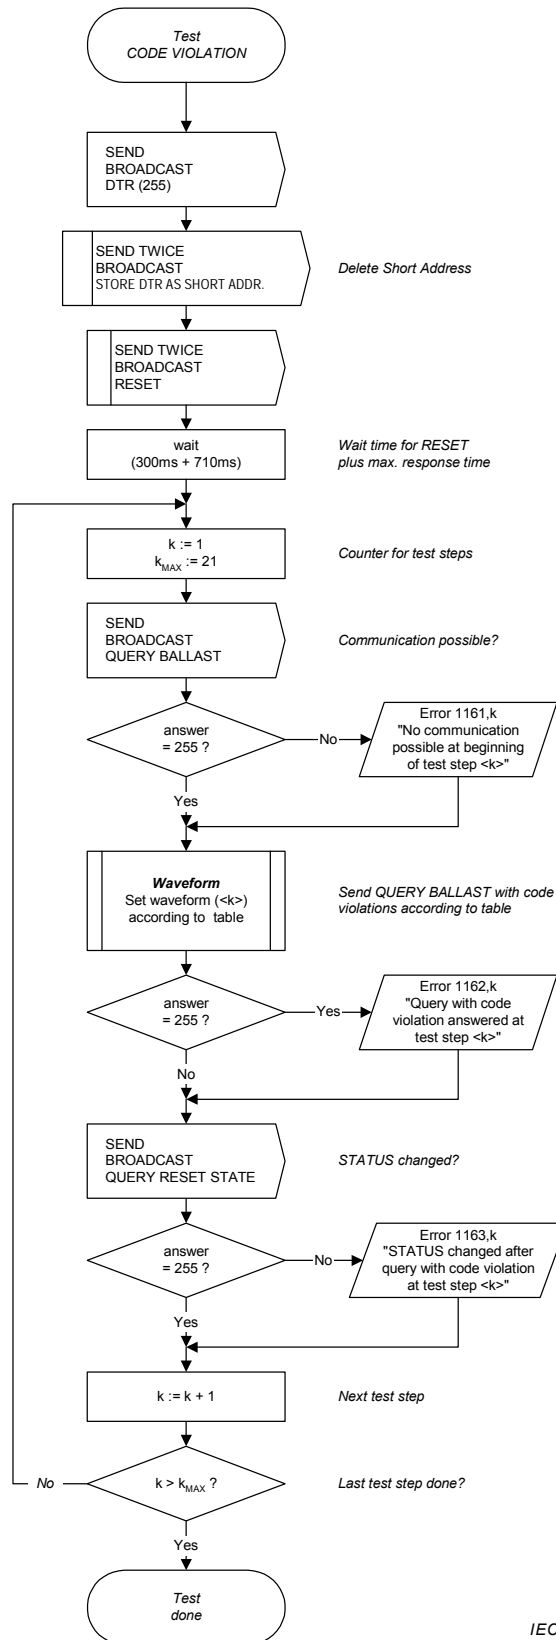 Test
CODE VIOLATION
SEND
BROADCAST
DTR (255)
SEND TWICE
BROADCAST
STORE DTR AS SHORT ADDR.
Delete Short Address
SEND TWICE
BROADCAST
RESET
wait
(300ms + 710ms)
Wait time for RESET
plus max. response time
k := 1
kMAX := 21
Counter for test steps
SEND
BROADCAST
QUERY BALLAST
Communication possible?
answer
= 255 ?
No
Error 1161,k
"No communication
possible at beginning
of test step <k>"
Yes
Waveform
Set waveform (<k>)
according to table
Send QUERY BALLAST with code
violations according to table
answer
= 255 ?
Yes
Error 1162,k
"Query with code
violation answered at
test step <k>"
No
SEND
BROADCAST
QUERY RESET STATE
STATUS changed?
answer
= 255 ?
No
Error 1163,k
"STATUS changed after
query with code violation
at test step <k>"
Yes
k := k + 1
Next test step
No
k > kMAX ?
Last test step done?
Yes
Test
done
IEC